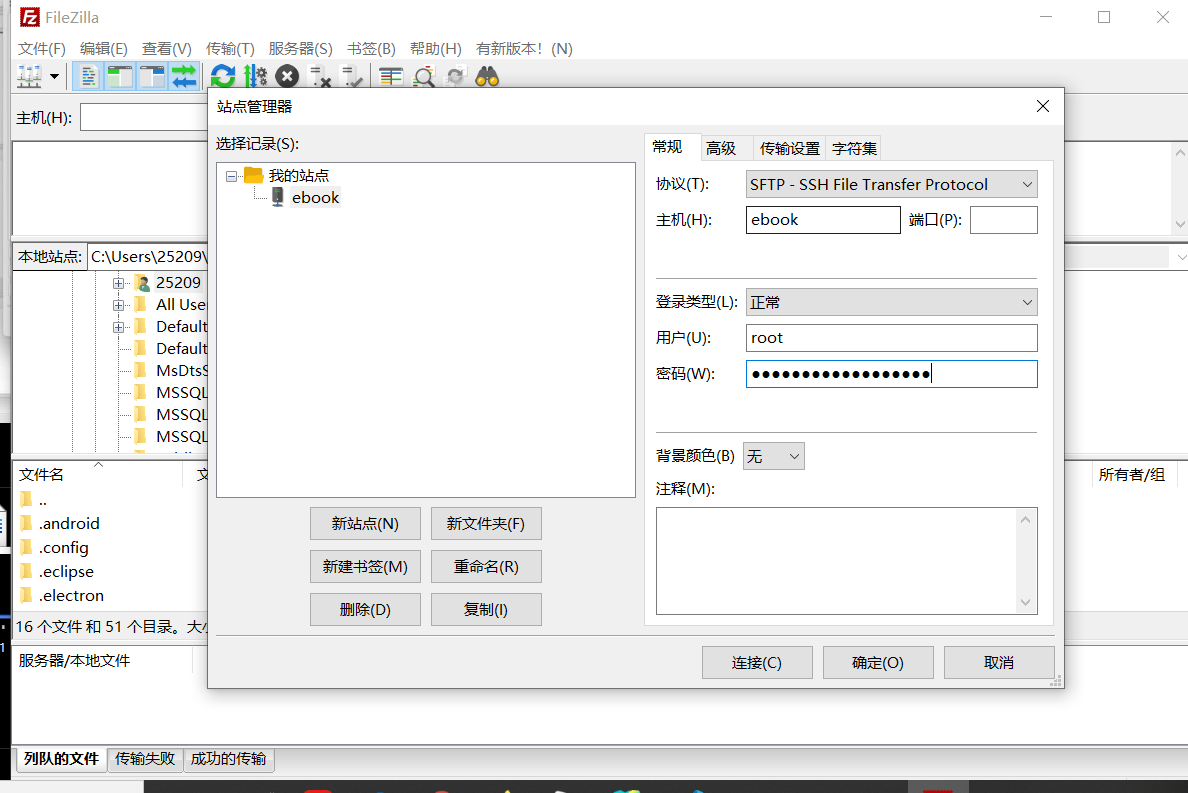 FileZilla
文件(F) 编辑(E) 查看(V) 传输(T) 服务器(S) 书签(B) 帮助(H) 有新版本! (N)
主机(H):
站点管理器
选择记录(S):
我的站点
ebook
新站点(N) 新文件夹(F)
新建书签(M) 重命名(R)
删除(D) 复制(I)
常规 高级 传输设置 字符集
协议(T): SFTP - SSH File Transfer Protocol
主机(H): ebook 端口(P):
登录类型(L): 正常
用户(U): root
密码(W): ●●●●●●●●●●●●●●●●●●
背景颜色(B) 无
注释(M):
连接(C) 确定(O) 取消
本地站点: C:\Users\25209\
25209
All Use
Default
Default
MsDtsS
MSSQL
MSSQL
MSSQL
文件名 所有者/组
..
.android
.config
.eclipse
.electron
16 个文件 和 51 个目录。大小
服务器/本地文件
列队的文件 传输失败 成功的传输